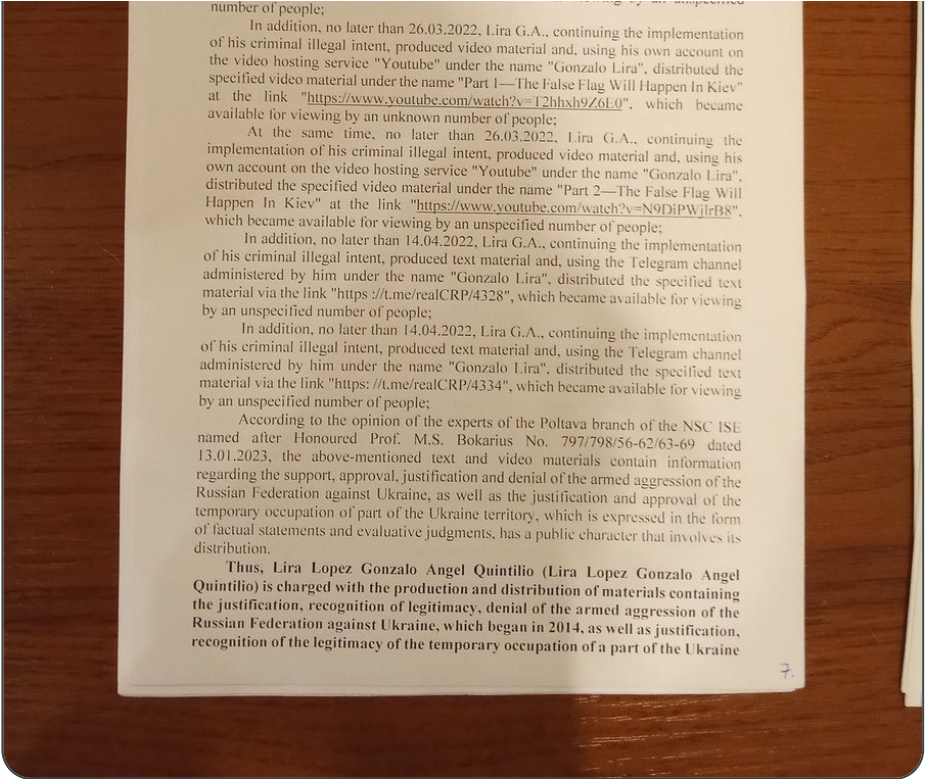 number of people;
In addition, no later than 26.03.2022, Lira G.A., continuing the implementation
of his criminal illegal intent, produced video material and, using his own account on
the video hosting service "Youtube" under the name "Gonzalo Lira", distributed the
specified video material under the name "Part 1—The False Flag Will Happen In Kiev"
at the link "https://www.youtube.com/watch?v=T2hhxh9Z6E0", which became
available for viewing by an unknown number of people;
At the same time, no later than 26.03.2022, Lira G.A., continuing the
implementation of his criminal illegal intent, produced video material and, using his
own account on the video hosting service "Youtube" under the name "Gonzalo Lira",
distributed the specified video material under the name "Part 2—The False Flag Will
Happen In Kiev" at the link "https://www.youtube.com/watch?v=N9DiPWjlrB8",
which became available for viewing by an unspecified number of people;
In addition, no later than 14.04.2022, Lira G.A., continuing the implementation
of his criminal illegal intent, produced text material and, using the Telegram channel
administered by him under the name "Gonzalo Lira", distributed the specified text
material via the link "https ://t.me/realCRP/4328", which became available for viewing
by an unspecified number of people;
In addition, no later than 14.04.2022, Lira G.A., continuing the implementation
of his criminal illegal intent, produced text material and, using the Telegram channel
administered by him under the name "Gonzalo Lira", distributed the specified text
material via the link "https: //t.me/realCRP/4334", which became available for viewing
by an unspecified number of people;
According to the opinion of the experts of the Poltava branch of the NSC ISE
named after Honoured Prof. M.S. Bokarius No. 797/798/56-62/63-69 dated
13.01.2023, the above-mentioned text and video materials contain information
regarding the support, approval, justification and denial of the armed aggression of the
Russian Federation against Ukraine, as well as the justification and approval of the
temporary occupation of part of the Ukraine territory, which is expressed in the form
of factual statements and evaluative judgments, has a public character that involves its
distribution.
Thus, Lira Lopez Gonzalo Angel Quintilio (Lira Lopez Gonzalo Angel
Quintilio) is charged with the production and distribution of materials containing
the justification, recognition of legitimacy, denial of the armed aggression of the
Russian Federation against Ukraine, which began in 2014, as well as justification,
recognition of the legitimacy of the temporary occupation of a part of the Ukraine
7.